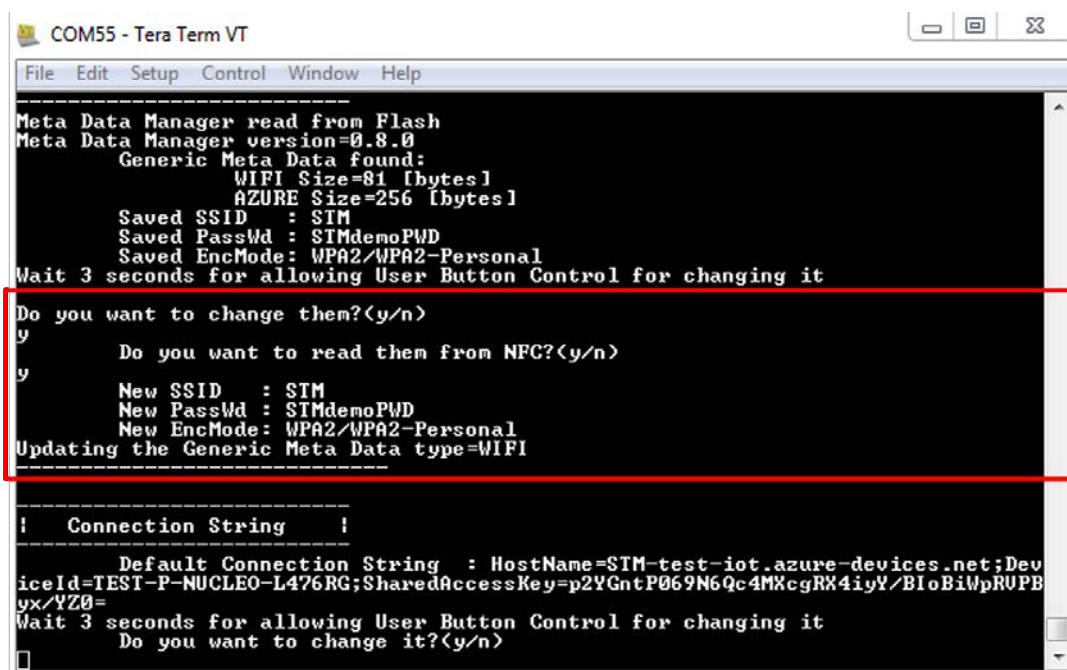 COM55 - Tera Term VT
File Edit Setup Control Window Help
---------------------------
Meta Data Manager read from Flash
Meta Data Manager version=0.8.0
Generic Meta Data found:
WIFI Size=81 [bytes]
AZURE Size=256 [bytes]
Saved SSID : STM
Saved PassWd : STMdemoPWD
Saved EncMode: WPA2/WPA2-Personal
Wait 3 seconds for allowing User Button Control for changing it
Do you want to change them?(y/n)
y
Do you want to read them from NFC?(y/n)
y
New SSID : STM
New PassWd : STMdemoPWD
New EncMode: WPA2/WPA2-Personal
Updating the Generic Meta Data type=WIFI
------------------------------
---------------------------
| Connection String |
---------------------------
Default Connection String : HostName=STM-test-iot.azure-devices.net;Dev
iceId=TEST-P-NUCLEO-L476RG;SharedAccessKey=p2YGntP069N6Qc4MXcgRX4iyY/BIoBiWpRVPB
yx/YZ0=
Wait 3 seconds for allowing User Button Control for changing it
Do you want to change it?(y/n)